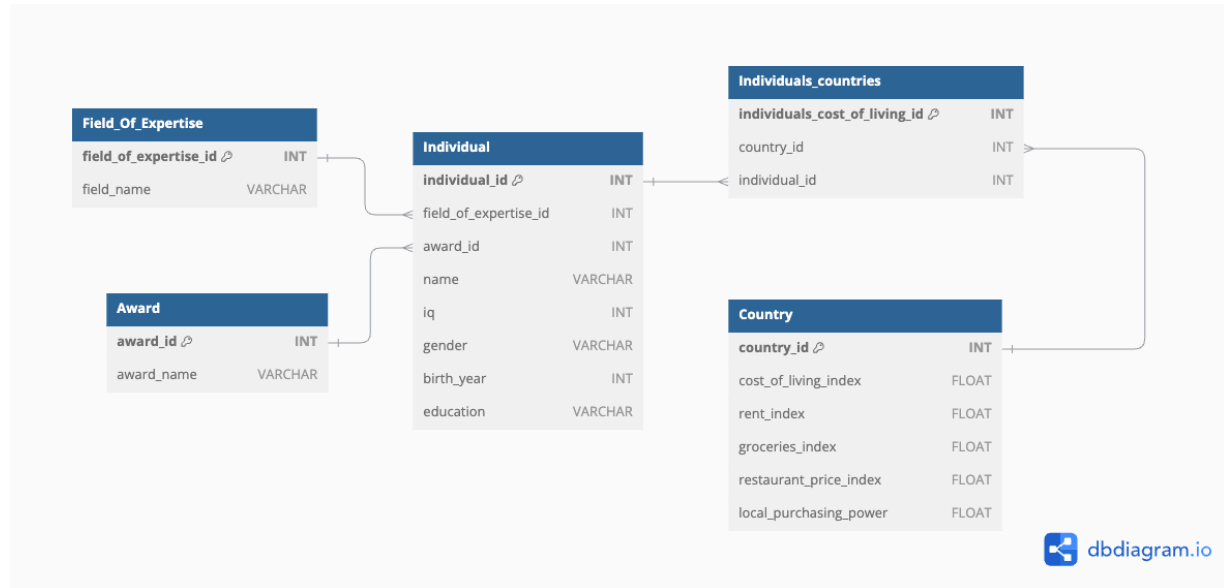 Field_Of_Expertise
field_of_expertise_id INT
field_name VARCHAR
Award
award_id INT
award_name VARCHAR
Individual
individual_id INT
field_of_expertise_id INT
award_id INT
name VARCHAR
iq INT
gender VARCHAR
birth_year INT
education VARCHAR
Individuals_countries
individuals_cost_of_living_id INT
country_id INT
individual_id INT
Country
country_id INT
cost_of_living_index FLOAT
rent_index FLOAT
groceries_index FLOAT
restaurant_price_index FLOAT
local_purchasing_power FLOAT
dbdiagram.io